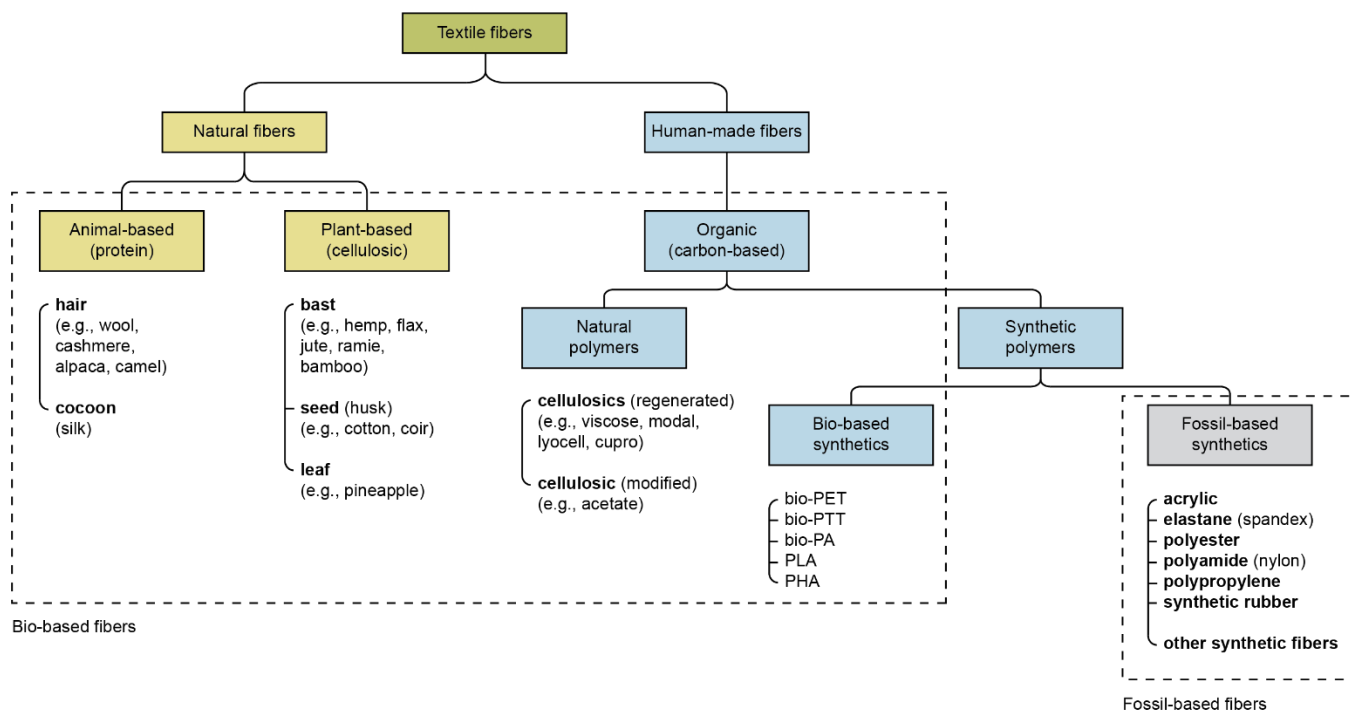 Textile fibers
Natural fibers
Human-made fibers
Animal-based
(protein)
Plant-based
(cellulosic)
Organic
(carbon-based)
hair
(e.g., wool,
cashmere,
alpaca, camel)
cocoon
(silk)
bast
(e.g., hemp, flax,
jute, ramie,
bamboo)
seed (husk)
(e.g., cotton, coir)
leaf
(e.g., pineapple)
Natural
polymers
Synthetic
polymers
cellulosics (regenerated)
(e.g., viscose, modal,
lyocell, cupro)
cellulosic (modified)
(e.g., acetate)
Bio-based
synthetics
bio-PET
bio-PTT
bio-PA
PLA
PHA
Fossil-based
synthetics
acrylic
elastane (spandex)
polyester
polyamide (nylon)
polypropylene
synthetic rubber
other synthetic fibers
Bio-based fibers
Fossil-based fibers